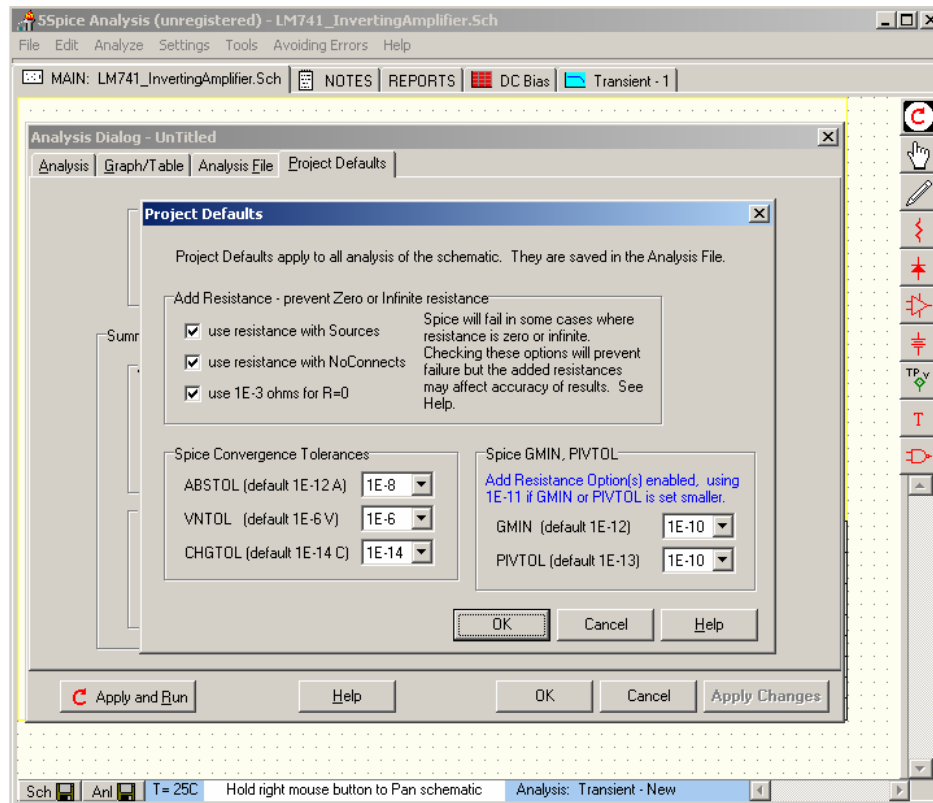 5Spice Analysis (unregistered) - LM741_InvertingAmplifier.Sch
File Edit Analyze Settings Tools Avoiding Errors Help
MAIN: LM741_InvertingAmplifier.Sch NOTES REPORTS DC Bias Transient - 1
Analysis Dialog - UnTitled
Analysis Graph/Table Analysis File Project Defaults
Project Defaults
Project Defaults apply to all analysis of the schematic. They are saved in the Analysis File.
Add Resistance - prevent Zero or Infinite resistance
use resistance with Sources
use resistance with NoConnects
use 1E-3 ohms for R=0
Spice will fail in some cases where
resistance is zero or infinite.
Checking these options will prevent
failure but the added resistances
may affect accuracy of results. See
Help.
Summ
Spice Convergence Tolerances
ABSTOL (default 1E-12 A) 1E-8
VNTOL (default 1E-6 V) 1E-6
CHGTOL (default 1E-14 C) 1E-14
Spice GMIN, PIVTOL
Add Resistance Option(s) enabled, using
1E-11 if GMIN or PIVTOL is set smaller.
GMIN (default 1E-12) 1E-10
PIVTOL (default 1E-13) 1E-10
OK Cancel Help
Apply and Run Help OK Cancel Apply Changes
TP v
T
Sch Anl T= 25C Hold right mouse button to Pan schematic Analysis: Transient - New